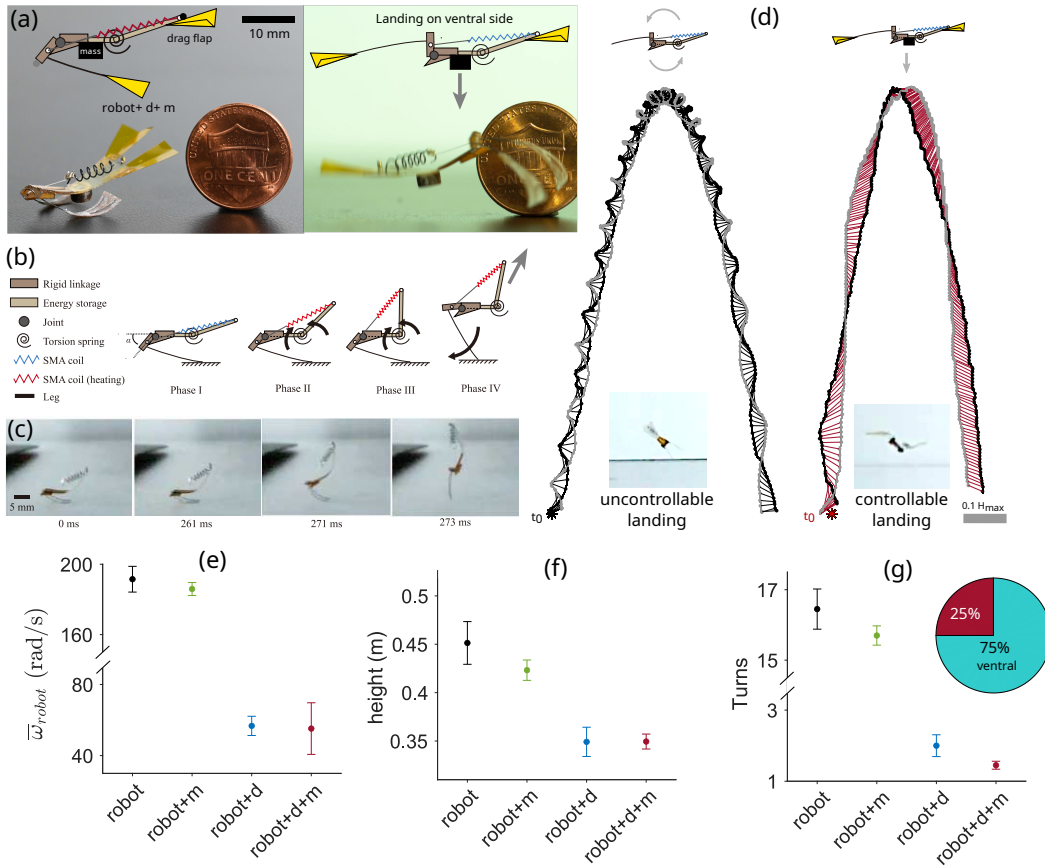 (a)
mass
drag flap
10 mm
robot+ d+ m
ONE CENT
Landing on ventral side
(b)
Rigid linkage
Energy storage
Joint
Torsion spring
SMA coil
SMA coil (heating)
Leg
α
Phase I
Phase II
Phase III
Phase IV
(c)
5 mm
0 ms
261 ms
271 ms
273 ms
(d)
t0
uncontrollable
landing
t0
controllable
landing
0.1 Hmax
(e)
ω̅robot (rad/s)
200
160
80
40
robot
robot+m
robot+d
robot+d+m
(f)
height (m)
0.5
0.45
0.4
0.35
robot
robot+m
robot+d
robot+d+m
(g)
Turns
17
15
3
1
robot
robot+m
robot+d
robot+d+m
25%
75%
ventral